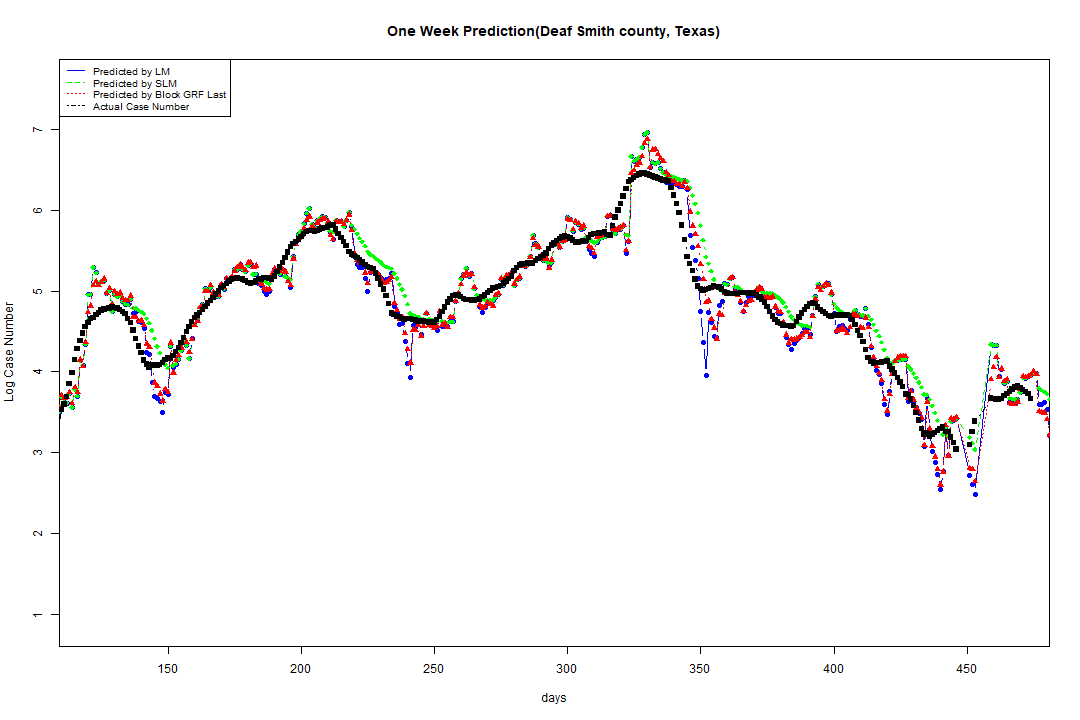 One Week Prediction(Deaf Smith county, Texas)
Predicted by LM
Predicted by SLM
Predicted by Block GRF Last
Actual Case Number
Log Case Number
7
6
5
4
3
2
1
150 200 250 300 350 400 450
days